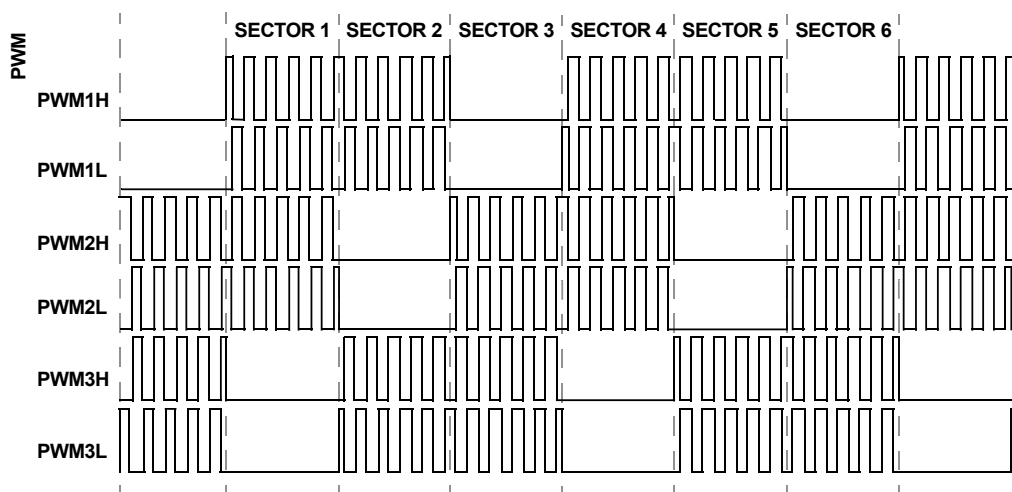 PWM
SECTOR 1 SECTOR 2 SECTOR 3 SECTOR 4 SECTOR 5 SECTOR 6
PWM1H
PWM1L
PWM2H
PWM2L
PWM3H
PWM3L